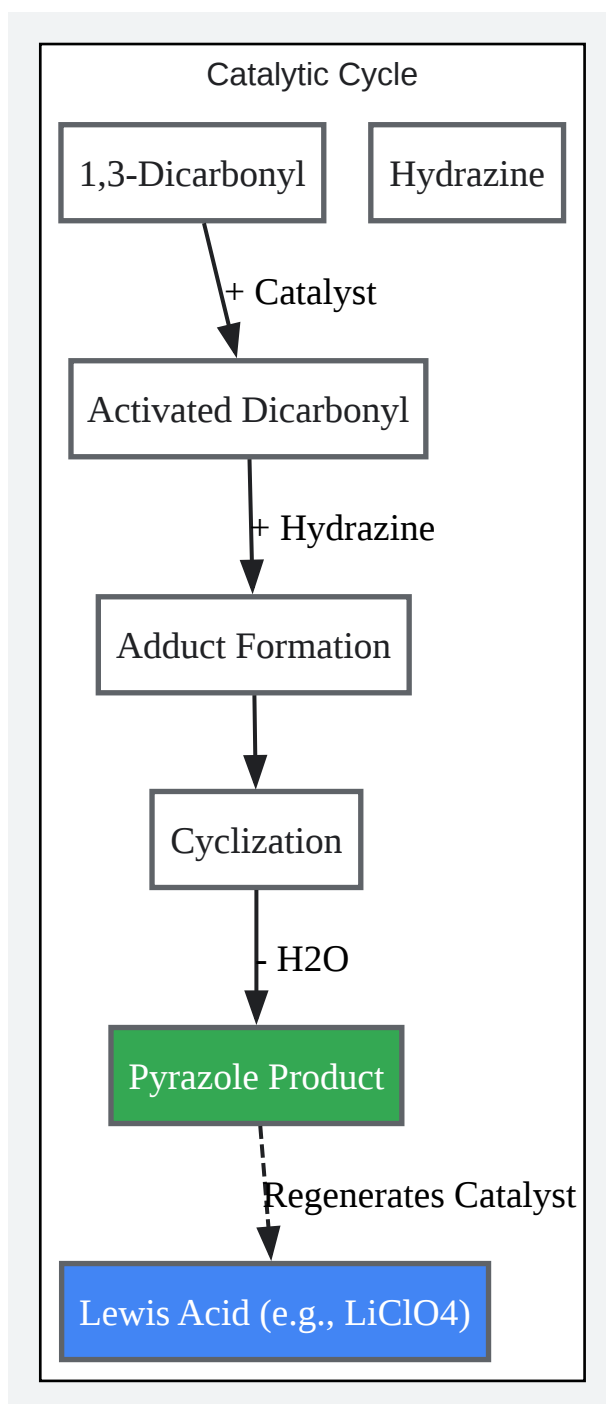 Catalytic Cycle
1,3-Dicarbonyl
Hydrazine
+ Catalyst
Activated Dicarbonyl
+ Hydrazine
Adduct Formation
Cyclization
- H2O
Pyrazole Product
Regenerates Catalyst
Lewis Acid (e.g., LiClO4)